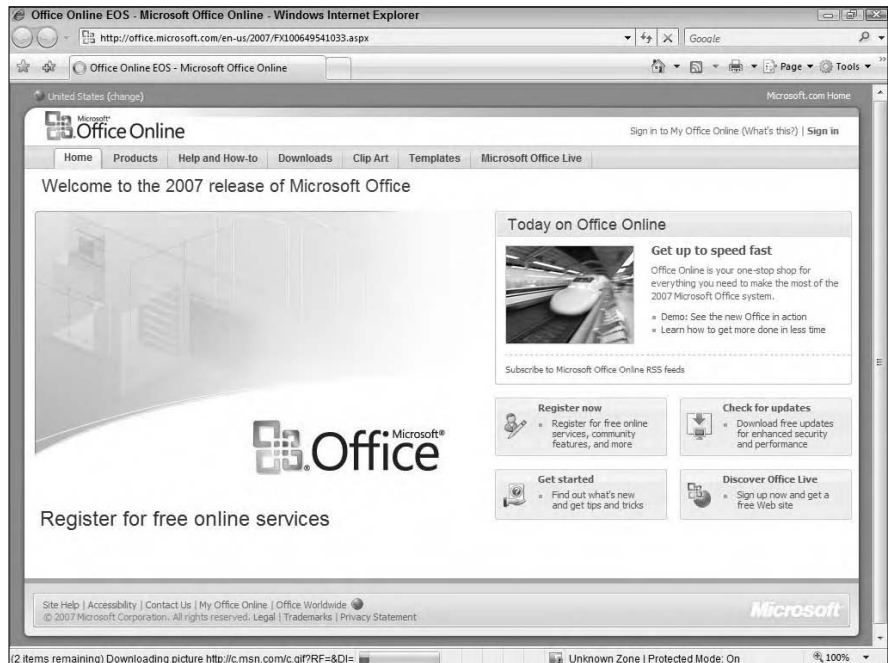 Office Online EOS - Microsoft Office Online - Windows Internet Explorer
http://office.microsoft.com/en-us/2007/FX100649541033.aspx
Google
Office Online EOS - Microsoft Office Online
Page
Tools
United States (change)
Microsoft.com Home
Microsoft®
Office Online
Sign in to My Office Online (What's this?) | Sign in
Home
Products
Help and How-to
Downloads
Clip Art
Templates
Microsoft Office Live
Welcome to the 2007 release of Microsoft Office
Microsoft®
Office
Register for free online services
Today on Office Online
Get up to speed fast
Office Online is your one-stop shop for
everything you need to make the most of the
2007 Microsoft Office system.
Demo: See the new Office in action
Learn how to get more done in less time
Subscribe to Microsoft Office Online RSS feeds
Register now
Register for free online
services, community
features, and more
Check for updates
Download free updates
for enhanced security
and performance
Get started
Find out what's new
and get tips and tricks
Discover Office Live
Sign up now and get a
free Web site
Site Help | Accessibility | Contact Us | My Office Online | Office Worldwide
© 2007 Microsoft Corporation. All rights reserved. Legal | Trademarks | Privacy Statement
Microsoft
(2 items remaining) Downloading picture http://c.msn.com/c.gif?RF=&DI=
Unknown Zone | Protected Mode: On
100%